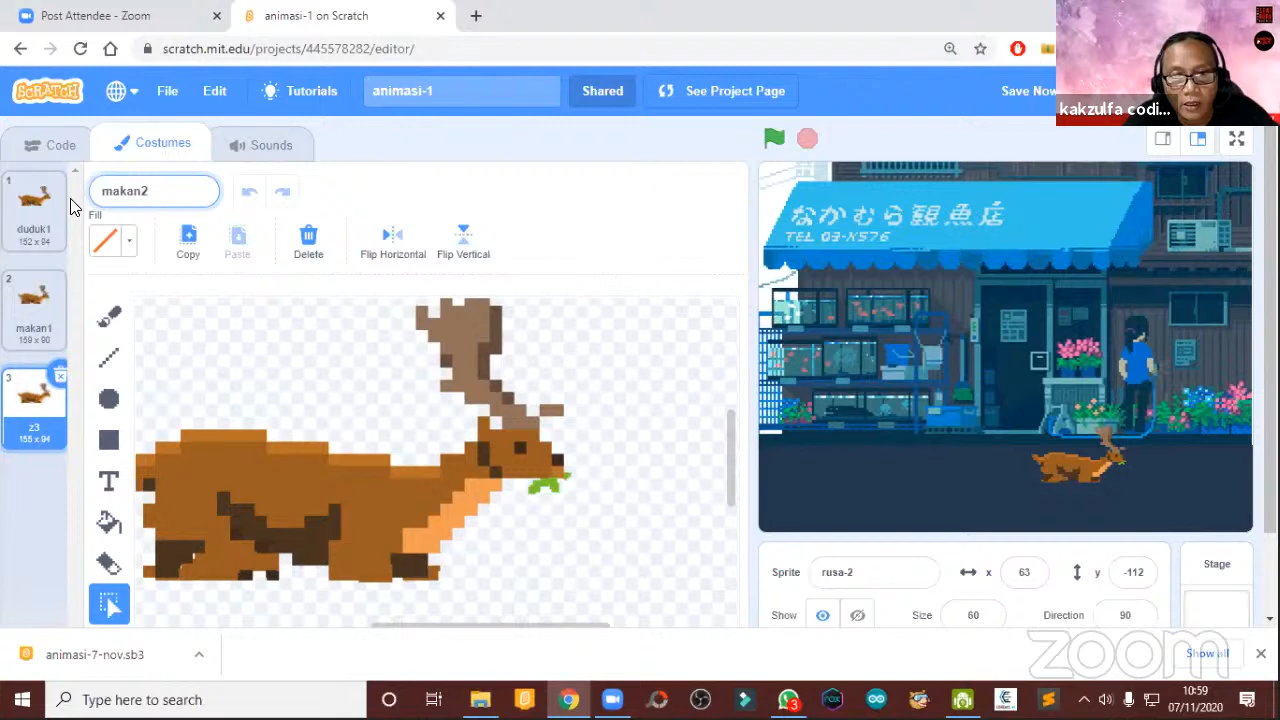 Post Attendee - Zoom
animasi-1 on Scratch
scratch.mit.edu/projects/445578282/editor/
SCRATCH
File
Edit
Tutorials
animasi-1
Shared
See Project Page
Save Now
kakzulfa codi...
Code
Costumes
Sounds
1
duduk1
152 x 94
2
makan1
159 x 90
3
z3
155 x 94
makan2
Fill
Copy
Paste
Delete
Flip Horizontal
Flip Vertical
なかむら観魚店
TEL 03-X576
Sprite
rusa-2
x
63
y
-112
Show
Size
60
Direction
90
Stage
animasi-7-nov.sb3
Show all
zoom
Type here to search
3
10:59
07/11/2020